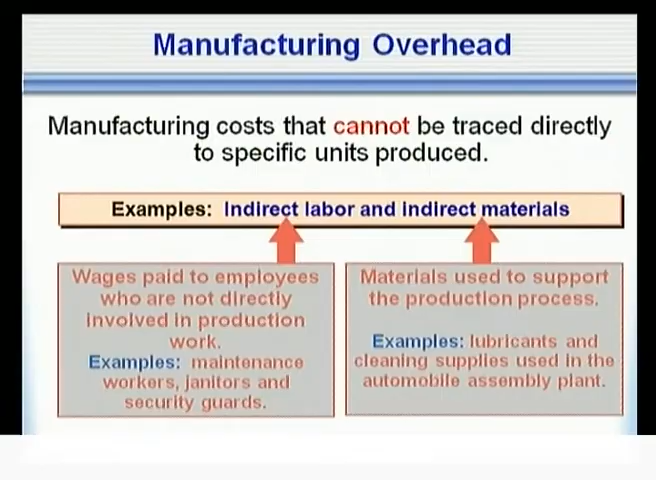 Manufacturing Overhead
Manufacturing costs that cannot be traced directly
to specific units produced.
Examples: Indirect labor and indirect materials
Wages paid to employees
who are not directly
involved in production
work.
Examples: maintenance
workers, janitors and
security guards.
Materials used to support
the production process.
Examples: lubricants and
cleaning supplies used in the
automobile assembly plant.